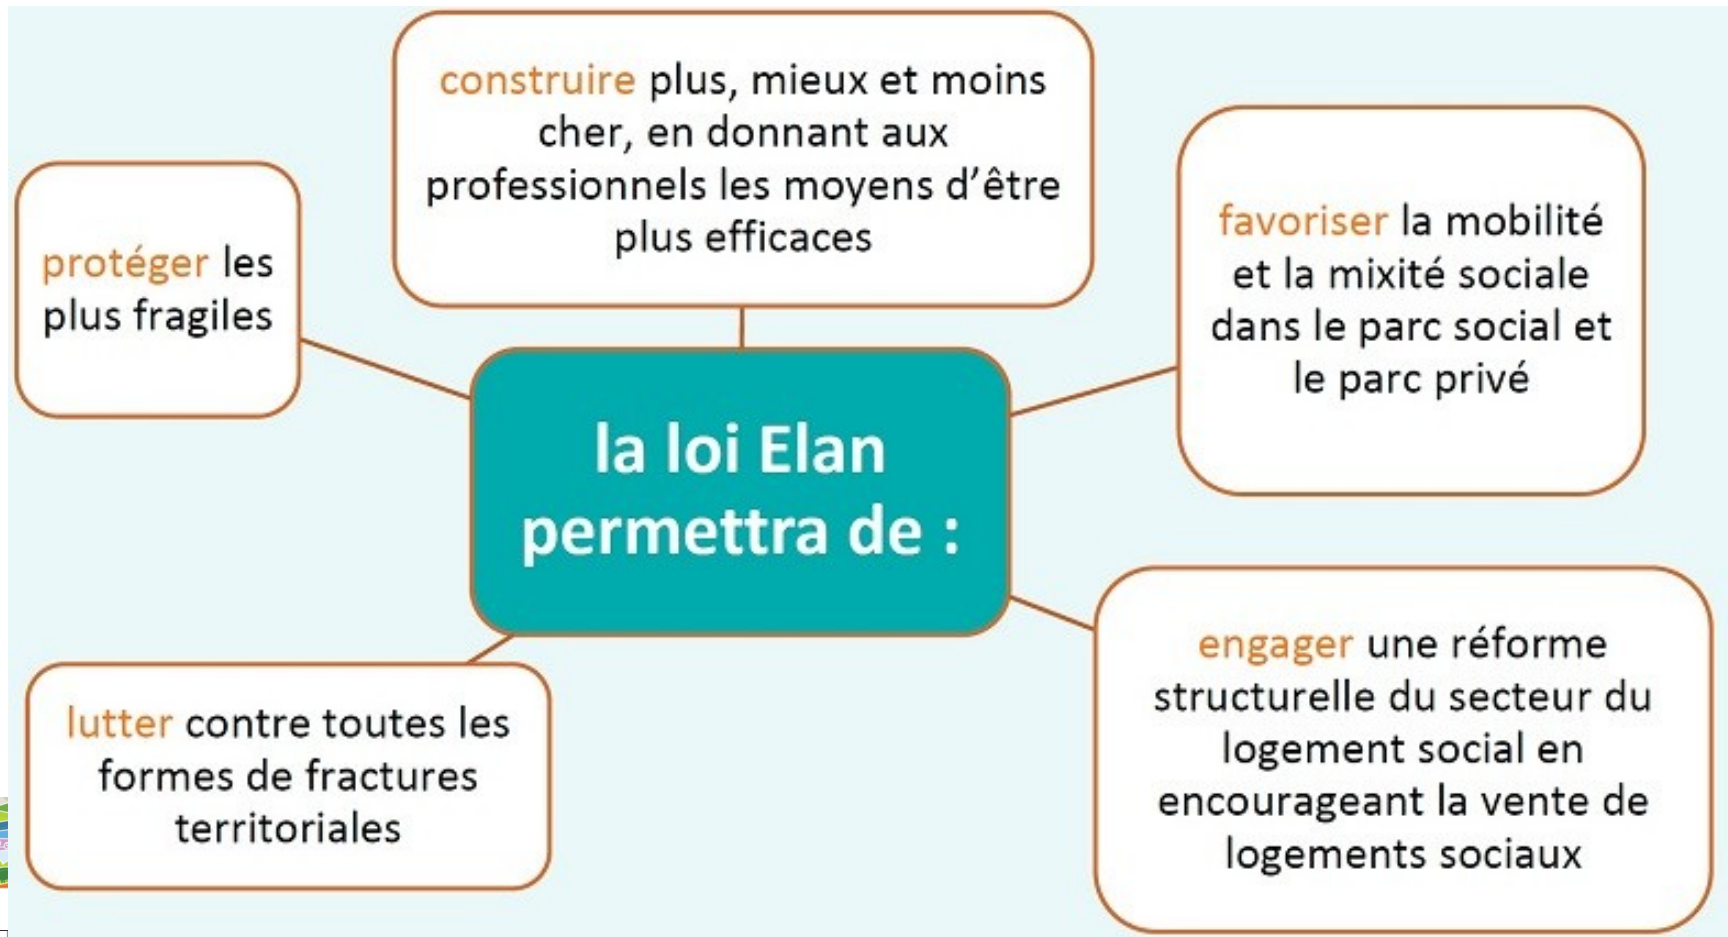 construire plus, mieux et moins
cher, en donnant aux
professionnels les moyens d’être
plus efficaces
protéger les
plus fragiles
favoriser la mobilité
et la mixité sociale
dans le parc social et
le parc privé
la loi Elan
permettra de :
lutter contre toutes les
formes de fractures
territoriales
engager une réforme
structurelle du secteur du
logement social en
encourageant la vente de
logements sociaux